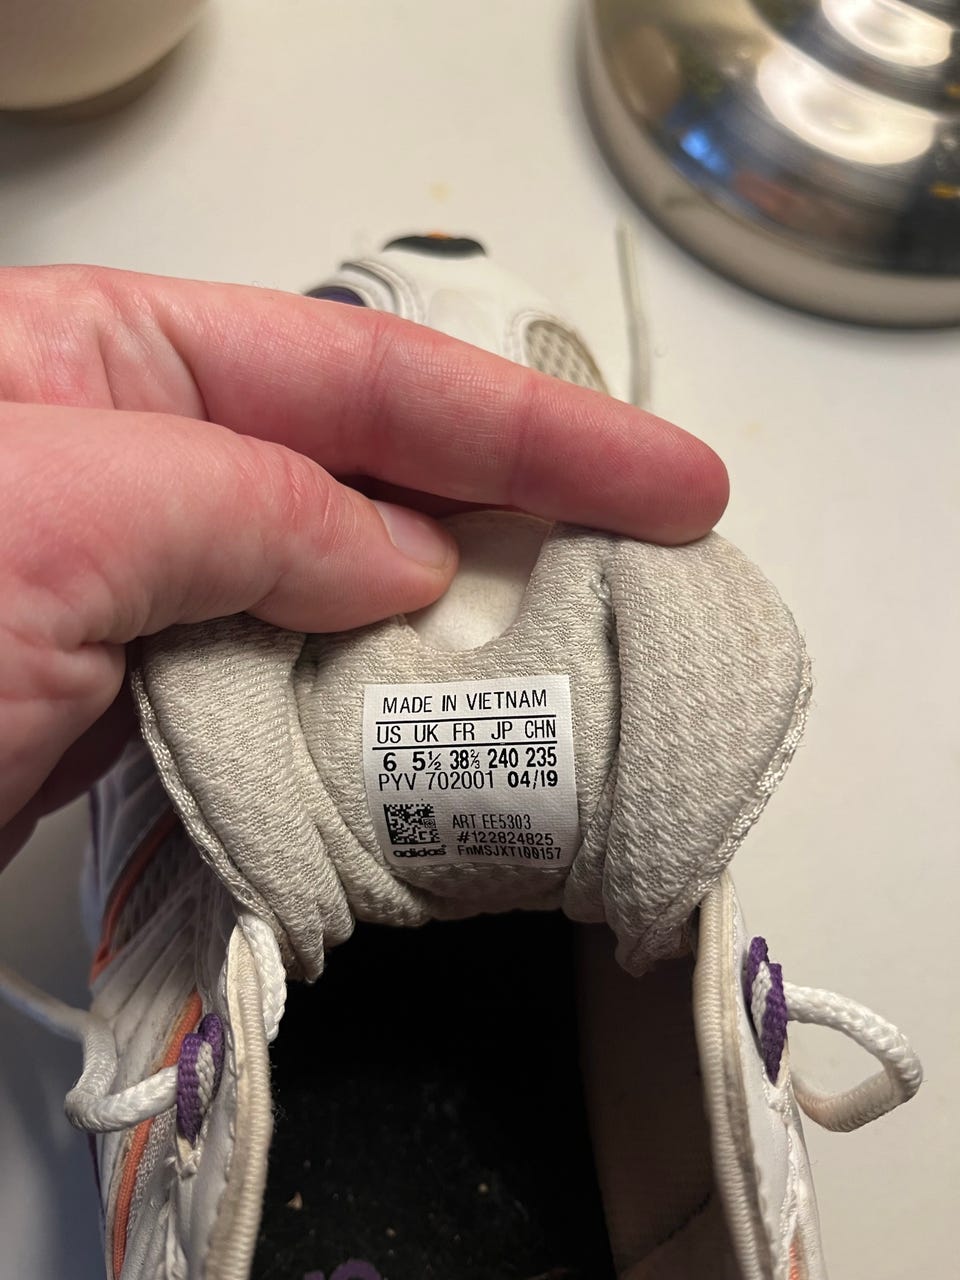 MADE IN VIETNAM
US UK FR JP CHN
6 5½ 38⅔ 240 235
PYV 702001 04/19
ART EE5303
#122824825
adidas FnMSJXT100157